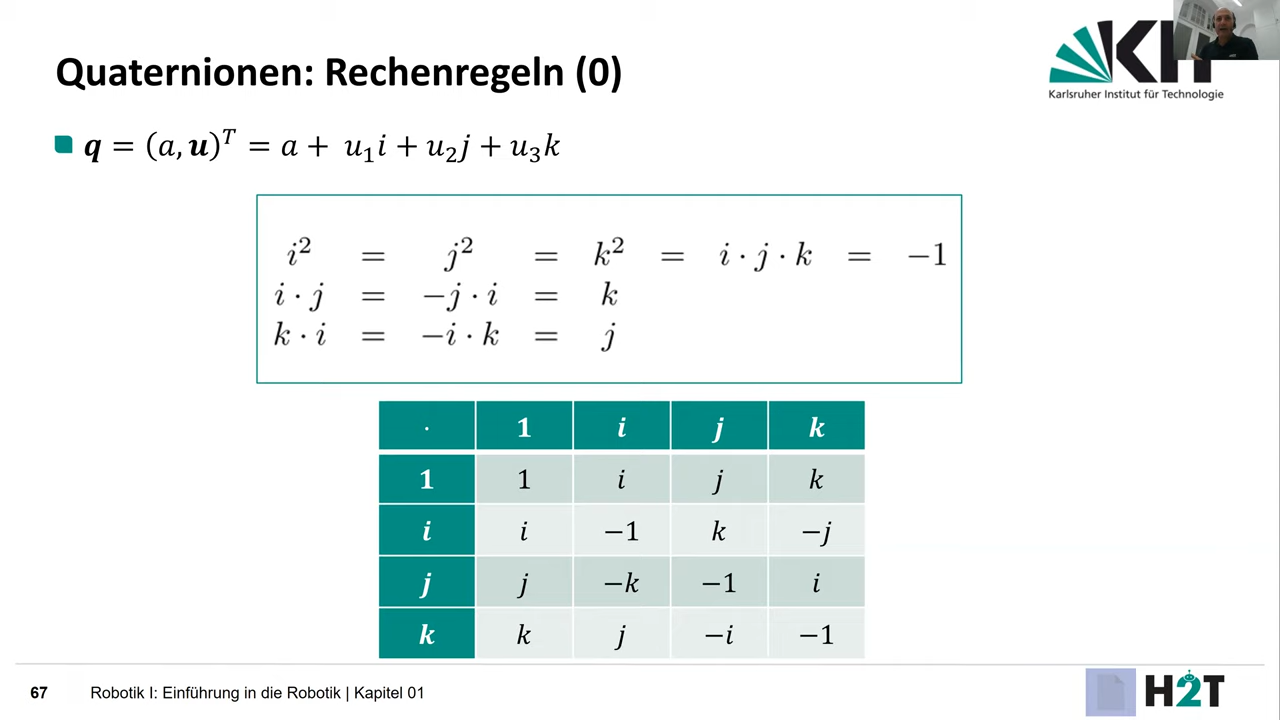 Quaternionen: Rechenregeln (0)
Karlsruher Institut für Technologie
q = (a, u)^T = a + u₁i + u₂j + u₃k
i² = j² = k² = i · j · k = −1
i · j = −j · i = k
k · i = −i · k = j
· 1 i j k
1 1 i j k
i i −1 k −j
j j −k −1 i
k k j −i −1
67 Robotik I: Einführung in die Robotik | Kapitel 01
H2T